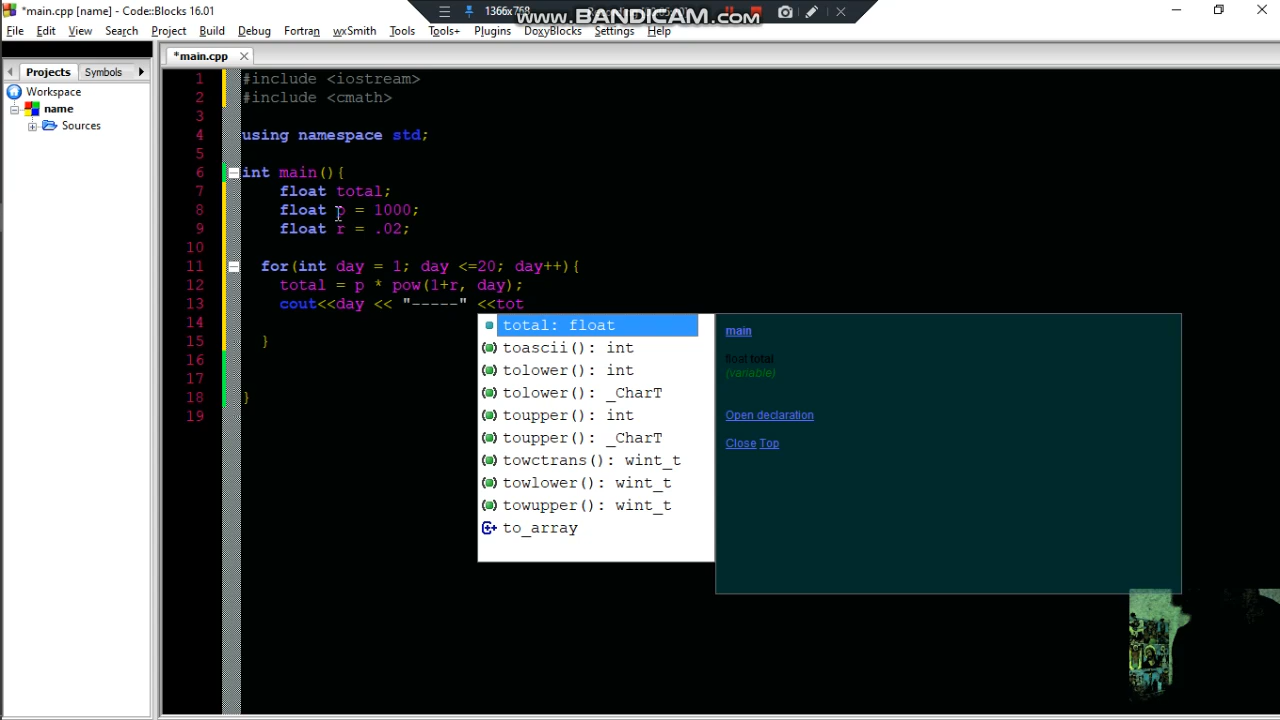 *main.cpp [name] - Code::Blocks 16.01
1366x768
www.BANDICAM.com
File Edit View Search Project Build Debug Fortran wxSmith Tools Tools+ Plugins DoxyBlocks Settings Help
*main.cpp
Projects Symbols
Workspace
name
Sources
1 #include <iostream>
2 #include <cmath>
3
4 using namespace std;
5
6 int main(){
7 float total;
8 float p = 1000;
9 float r = .02;
10
11 for(int day = 1; day <=20; day++){
12 total = p * pow(1+r, day);
13 cout<<day << "-----" <<tot
14
15 }
16
17
18 }
19
total: float
toascii(): int
tolower(): int
tolower(): _CharT
toupper(): int
toupper(): _CharT
towctrans(): wint_t
towlower(): wint_t
towupper(): wint_t
to_array
main
float total
(variable)
Open declaration
Close Top